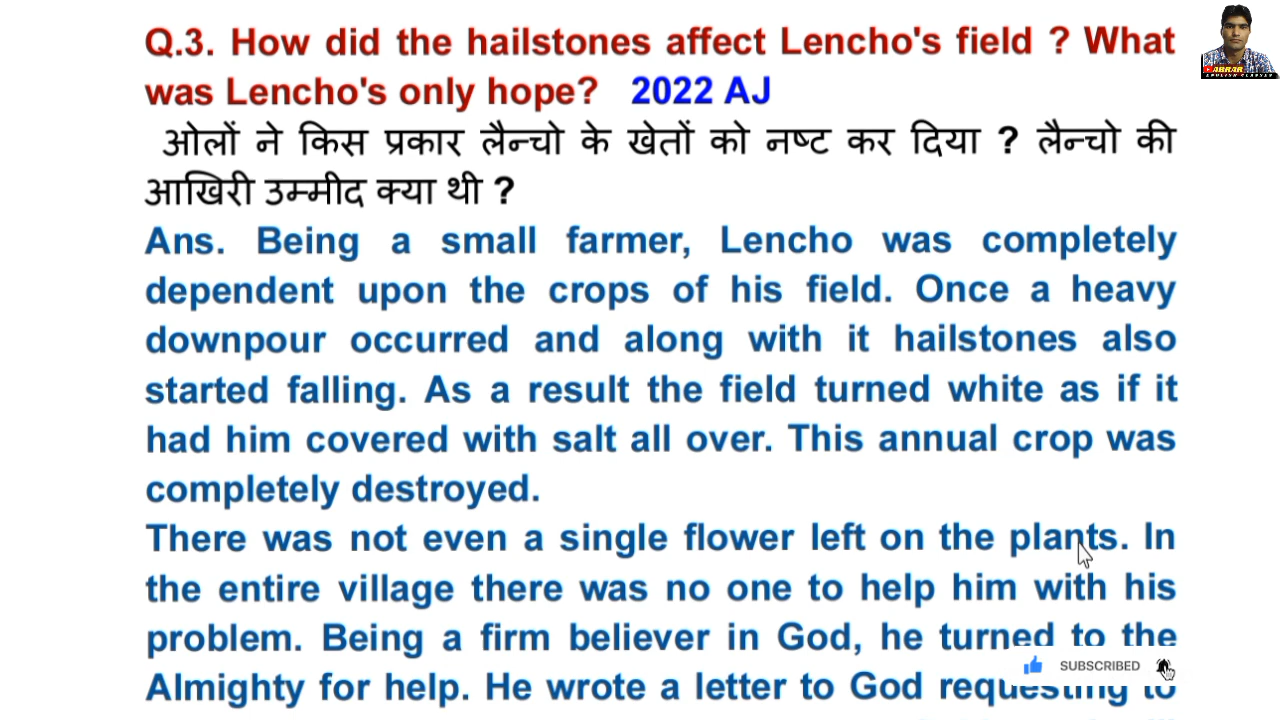 Q.3. How did the hailstones affect Lencho's field ? What
was Lencho's only hope? 2022 AJ
ओलों ने किस प्रकार लैन्चो के खेतों को नष्ट कर दिया ? लैन्चो की
आखिरी उम्मीद क्या थी ?
Ans. Being a small farmer, Lencho was completely
dependent upon the crops of his field. Once a heavy
downpour occurred and along with it hailstones also
started falling. As a result the field turned white as if it
had him covered with salt all over. This annual crop was
completely destroyed.
There was not even a single flower left on the plants. In
the entire village there was no one to help him with his
problem. Being a firm believer in God, he turned to the
Almighty for help. He wrote a letter to God requesting to
SUBSCRIBED
ABRAR
ENGLISH CLASSES